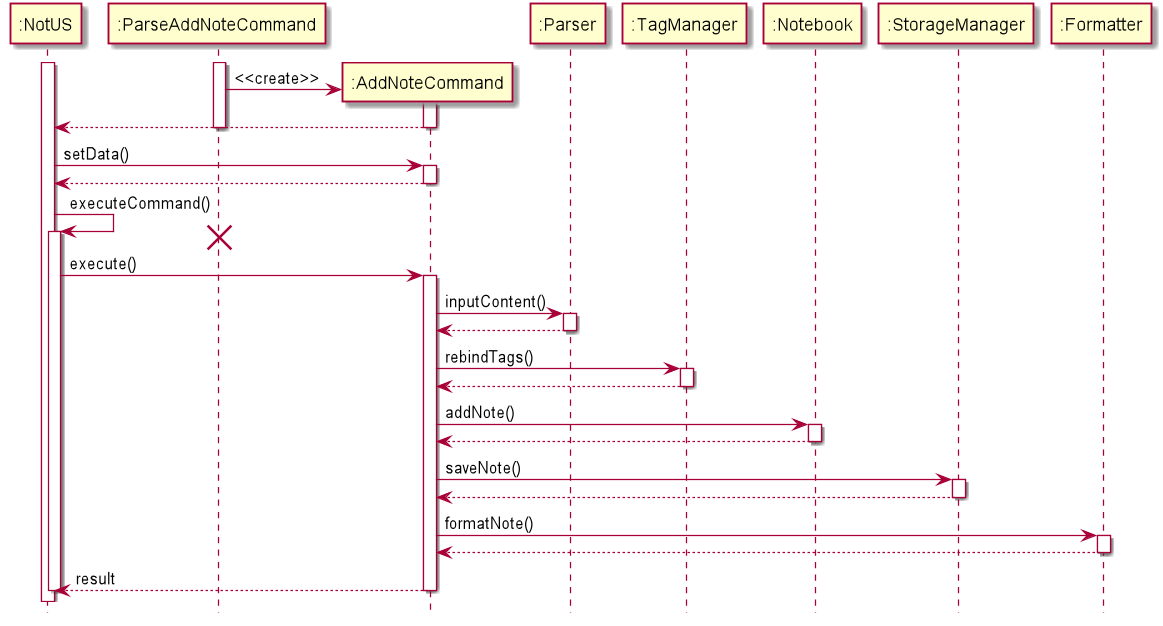 :NotUS
:ParseAddNoteCommand
:Parser
:TagManager
:Notebook
:StorageManager
:Formatter
<<create>>
:AddNoteCommand
setData()
executeCommand()
execute()
inputContent()
rebindTags()
addNote()
saveNote()
formatNote()
result